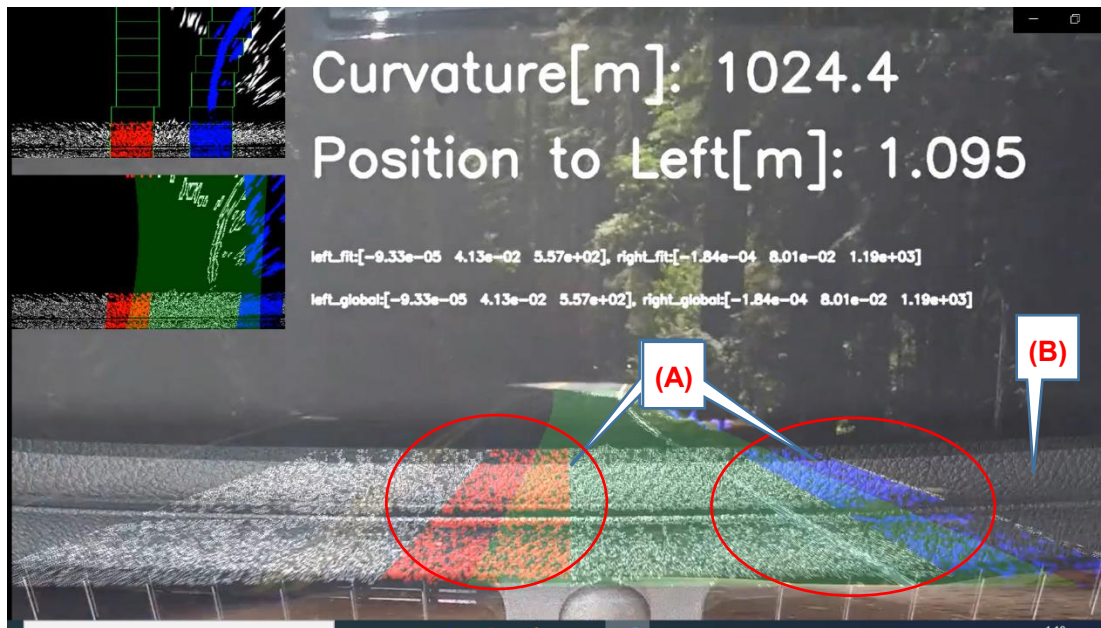 Curvature[m]: 1024.4
Position to Left[m]: 1.095
left_fit:[-9.33e-05 4.13e-02 5.57e+02], right_fit:[-1.84e-04 8.01e-02 1.19e+03]
left_global:[-9.33e-05 4.13e-02 5.57e+02], right_global:[-1.84e-04 8.01e-02 1.19e+03]
(B)
(A)